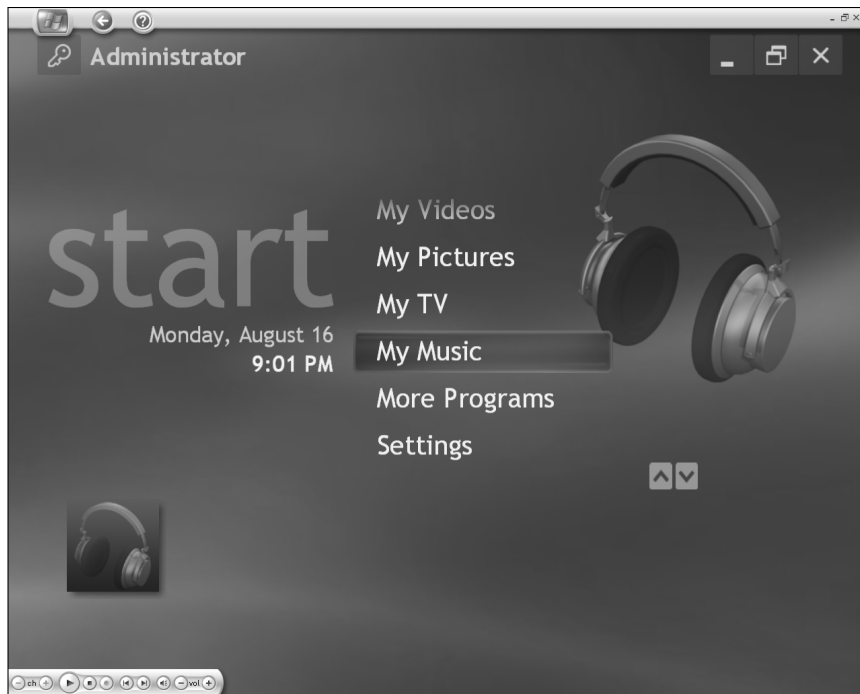 Administrator
start
Monday, August 16
9:01 PM
My Videos
My Pictures
My TV
My Music
More Programs
Settings
ch
vol